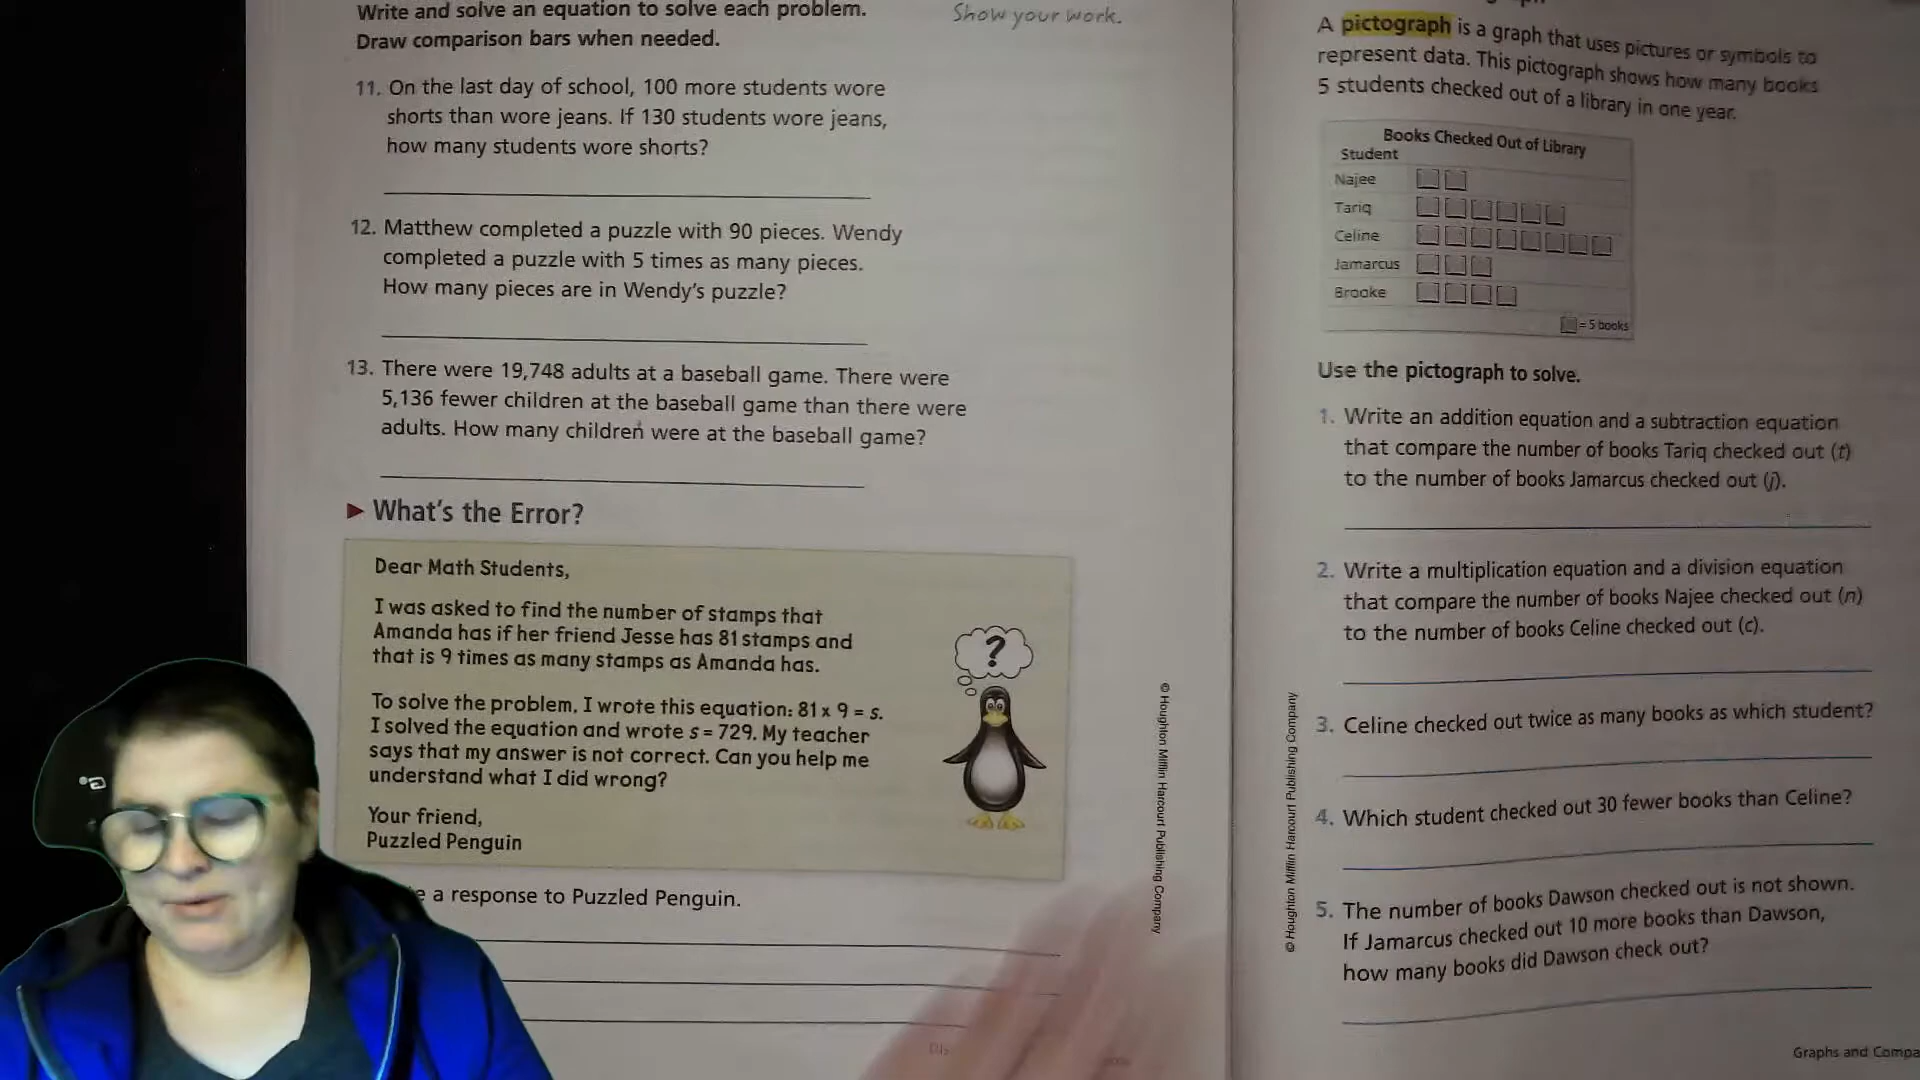 Write and solve an equation to solve each problem.
Draw comparison bars when needed.
Show your work.
11. On the last day of school, 100 more students wore
shorts than wore jeans. If 130 students wore jeans,
how many students wore shorts?
12. Matthew completed a puzzle with 90 pieces. Wendy
completed a puzzle with 5 times as many pieces.
How many pieces are in Wendy's puzzle?
13. There were 19,748 adults at a baseball game. There were
5,136 fewer children at the baseball game than there were
adults. How many children were at the baseball game?
► What's the Error?
Dear Math Students,
I was asked to find the number of stamps that
Amanda has if her friend Jesse has 81 stamps and
that is 9 times as many stamps as Amanda has.
To solve the problem, I wrote this equation: 81 x 9 = s.
I solved the equation and wrote s = 729. My teacher
says that my answer is not correct. Can you help me
understand what I did wrong?
Your friend,
Puzzled Penguin
?
a response to Puzzled Penguin.
© Houghton Mifflin Harcourt Publishing Company
A pictograph is a graph that uses pictures or symbols to
represent data. This pictograph shows how many books
5 students checked out of a library in one year.
Books Checked Out of Library
Student
Najee
Tariq
Celine
Jamarcus
Brooke
= 5 books
Use the pictograph to solve.
1. Write an addition equation and a subtraction equation
that compare the number of books Tariq checked out (t)
to the number of books Jamarcus checked out (j).
2. Write a multiplication equation and a division equation
that compare the number of books Najee checked out (n)
to the number of books Celine checked out (c).
3. Celine checked out twice as many books as which student?
4. Which student checked out 30 fewer books than Celine?
5. The number of books Dawson checked out is not shown.
If Jamarcus checked out 10 more books than Dawson,
how many books did Dawson check out?
© Houghton Mifflin Harcourt Publishing Company
Graphs and